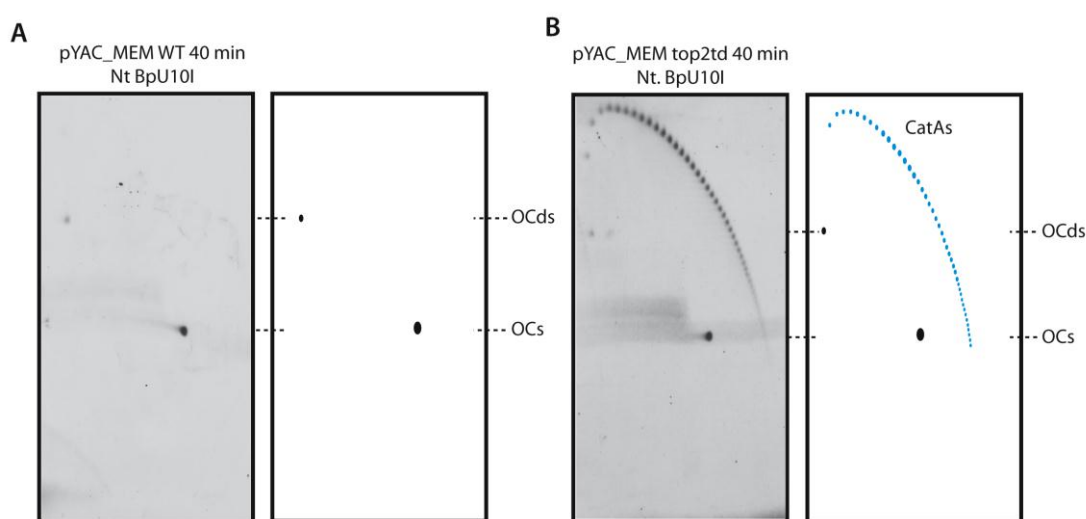 A
pYAC_MEM WT 40 min
Nt BpU10I
OCds
OCs
B
pYAC_MEM top2td 40 min
Nt. BpU10I
CatAs
OCds
OCs